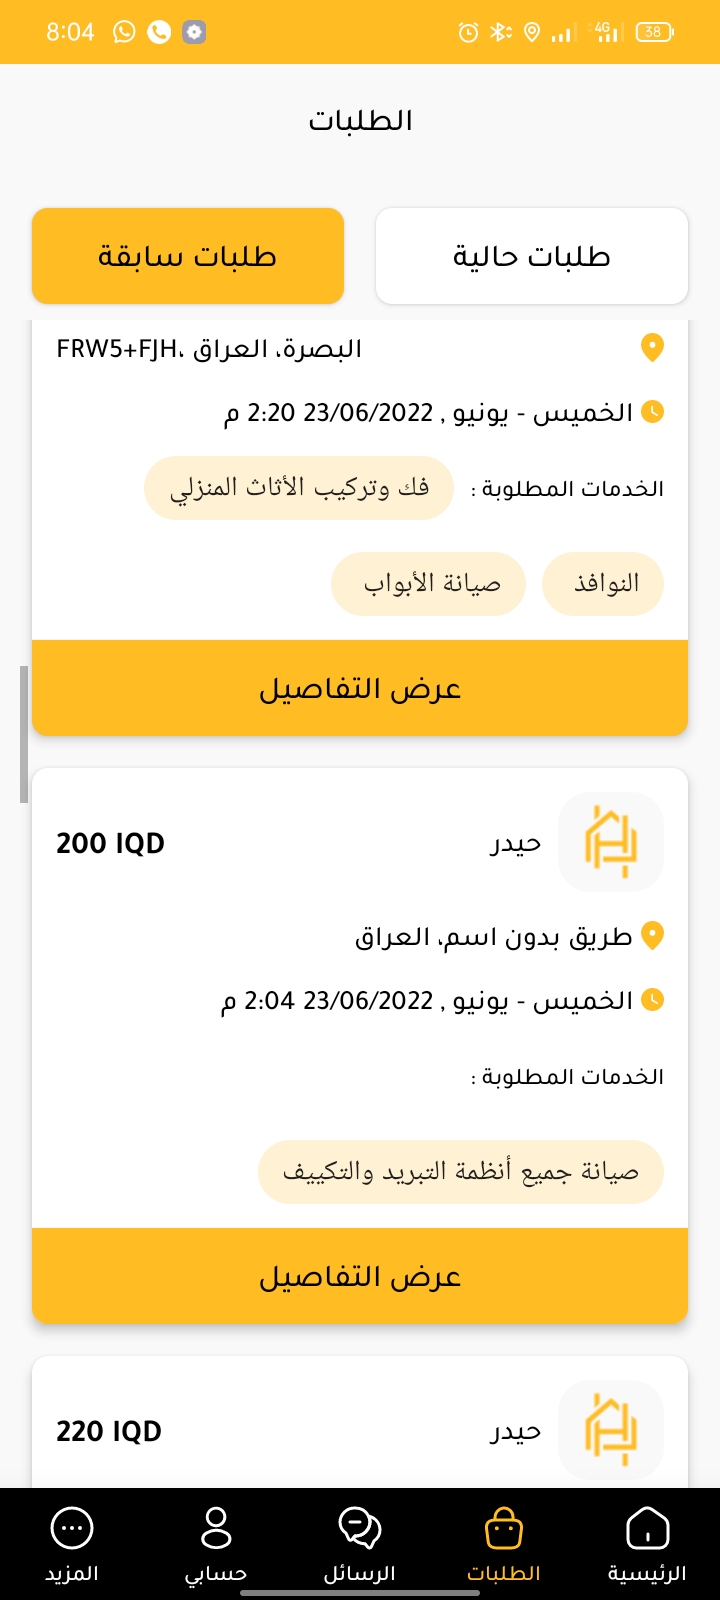 8:04 4G 38
الطلبات
طلبات حالية
طلبات سابقة
FRW5+FJH، البصرة، العراق
الخميس - يونيو , 23/06/2022 2:20 م
الخدمات المطلوبة : فك وتركيب الأثاث المنزلي
النوافذ صيانة الأبواب
عرض التفاصيل
حيدر 200 IQD
طريق بدون اسم، العراق
الخميس - يونيو , 23/06/2022 2:04 م
الخدمات المطلوبة :
صيانة جميع أنظمة التبريد والتكييف
عرض التفاصيل
حيدر 220 IQD
الرئيسية الطلبات الرسائل حسابي المزيد